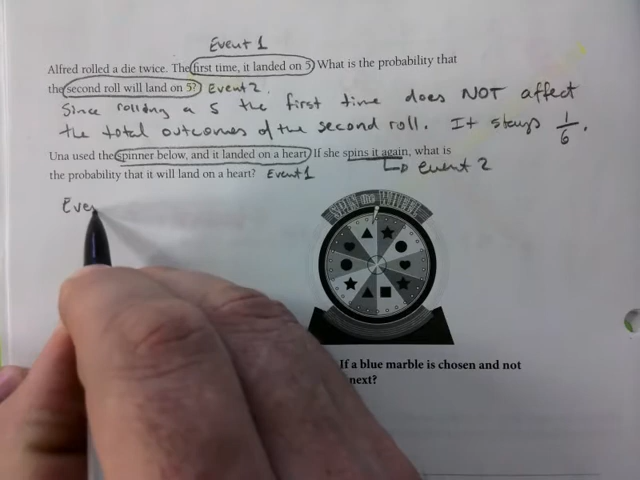 Event 1
Alfred rolled a die twice. The first time, it landed on 5. What is the probability that
the second roll will land on 5? Event 2.
Since rolling a 5 the first time does NOT affect
the total outcomes of the second roll. It stays 1/6.
Una used the spinner below, and it landed on a heart. If she spins it again, what is
the probability that it will land on a heart? Event 1 → event 2
Eve
SPIN THE WHEEL
If a blue marble is chosen and not
next?